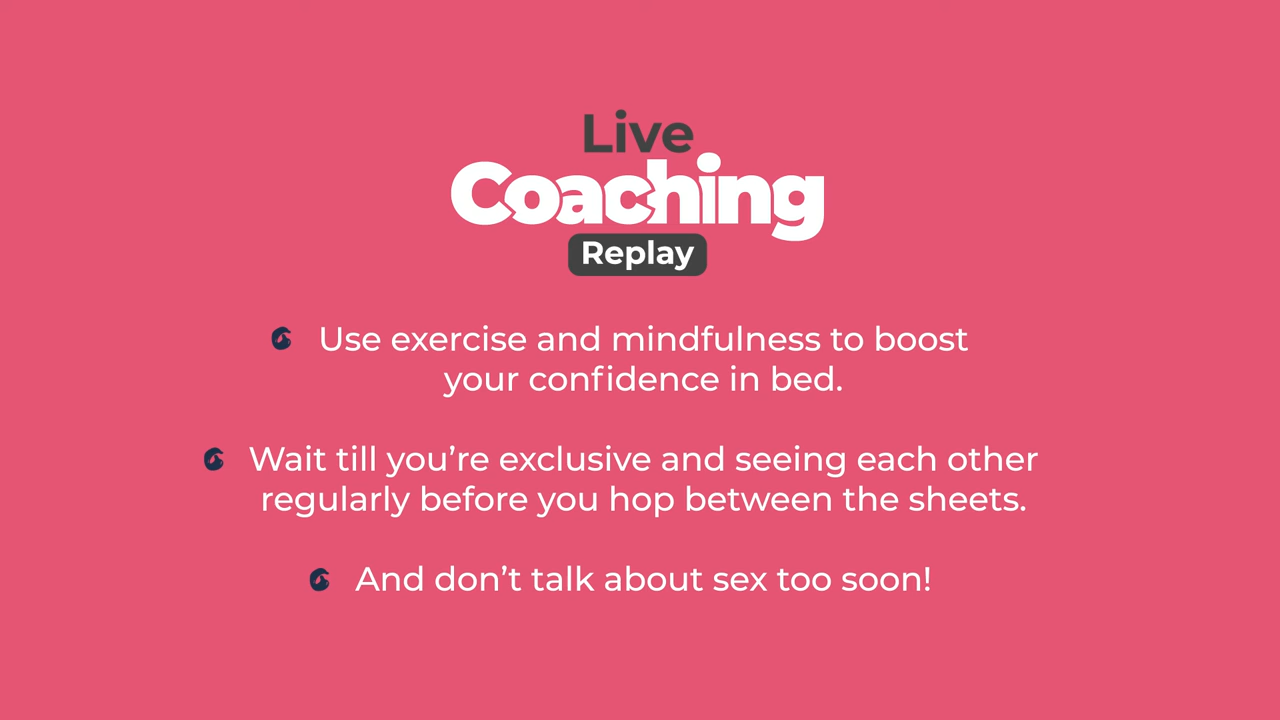 Live
Coaching
Replay
Use exercise and mindfulness to boost
your confidence in bed.
Wait till you’re exclusive and seeing each other
regularly before you hop between the sheets.
And don’t talk about sex too soon!